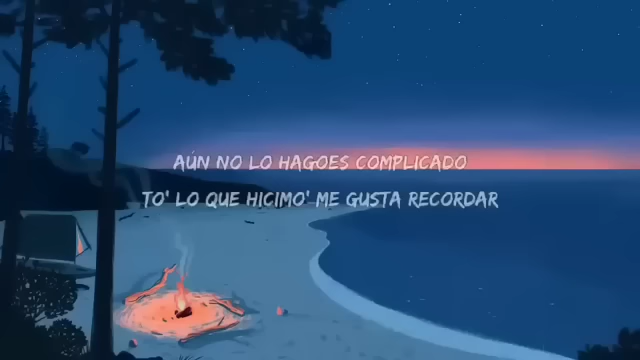 AÚN NO LO HAGOES COMPLICADO
TO' LO QUE HICIMO' ME GUSTA RECORDAR